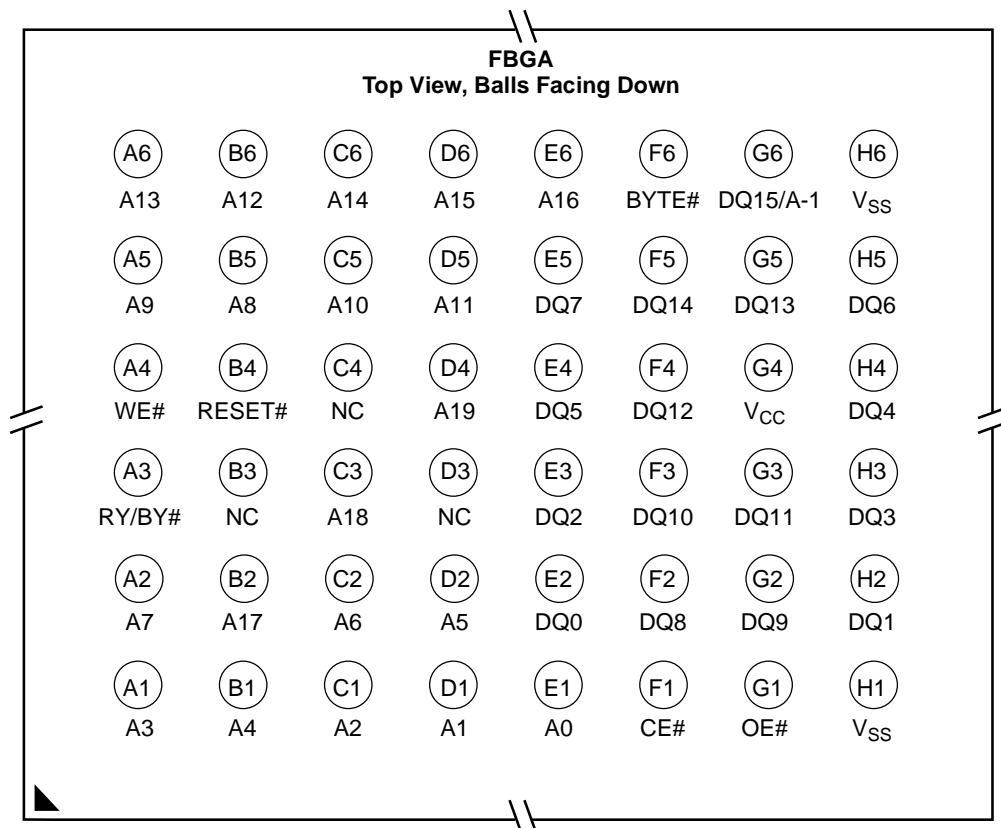 FBGA
Top View, Balls Facing Down
A6 B6 C6 D6 E6 F6 G6 H6
A13 A12 A14 A15 A16 BYTE# DQ15/A-1 VSS
A5 B5 C5 D5 E5 F5 G5 H5
A9 A8 A10 A11 DQ7 DQ14 DQ13 DQ6
A4 B4 C4 D4 E4 F4 G4 H4
WE# RESET# NC A19 DQ5 DQ12 VCC DQ4
A3 B3 C3 D3 E3 F3 G3 H3
RY/BY# NC A18 NC DQ2 DQ10 DQ11 DQ3
A2 B2 C2 D2 E2 F2 G2 H2
A7 A17 A6 A5 DQ0 DQ8 DQ9 DQ1
A1 B1 C1 D1 E1 F1 G1 H1
A3 A4 A2 A1 A0 CE# OE# VSS